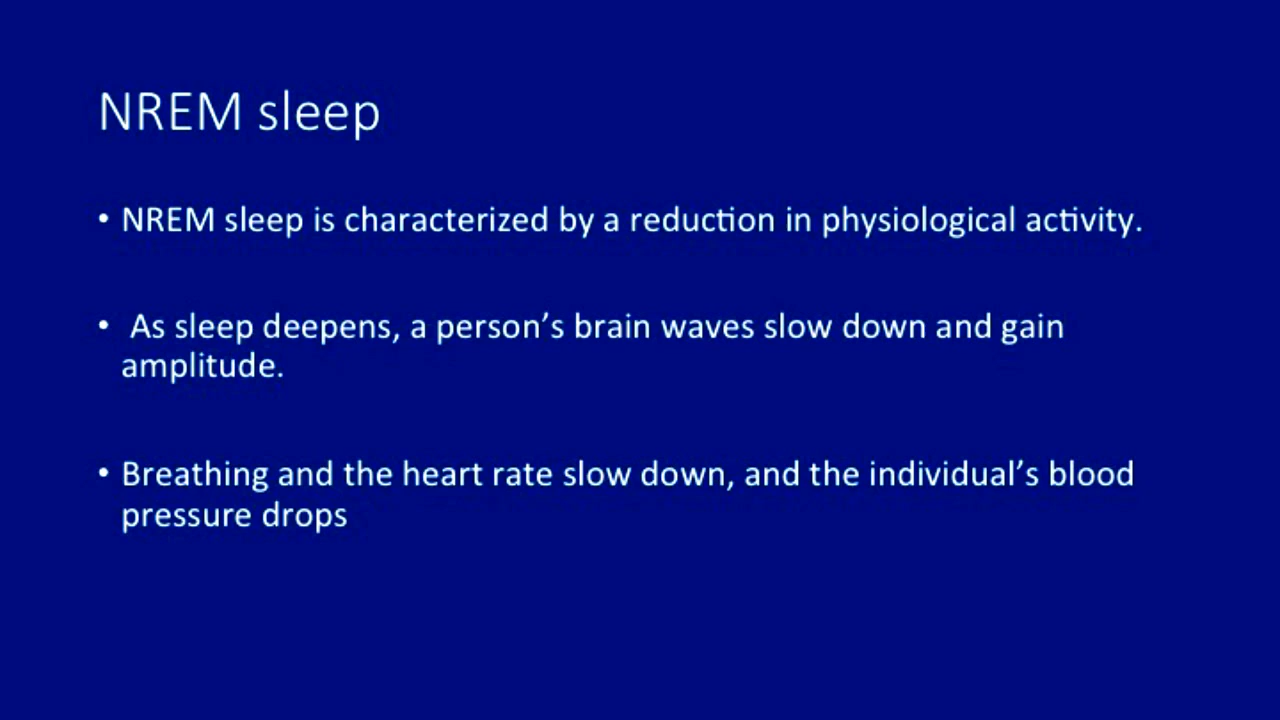 NREM sleep
• NREM sleep is characterized by a reduction in physiological activity.
• As sleep deepens, a person’s brain waves slow down and gain
amplitude.
• Breathing and the heart rate slow down, and the individual’s blood
pressure drops